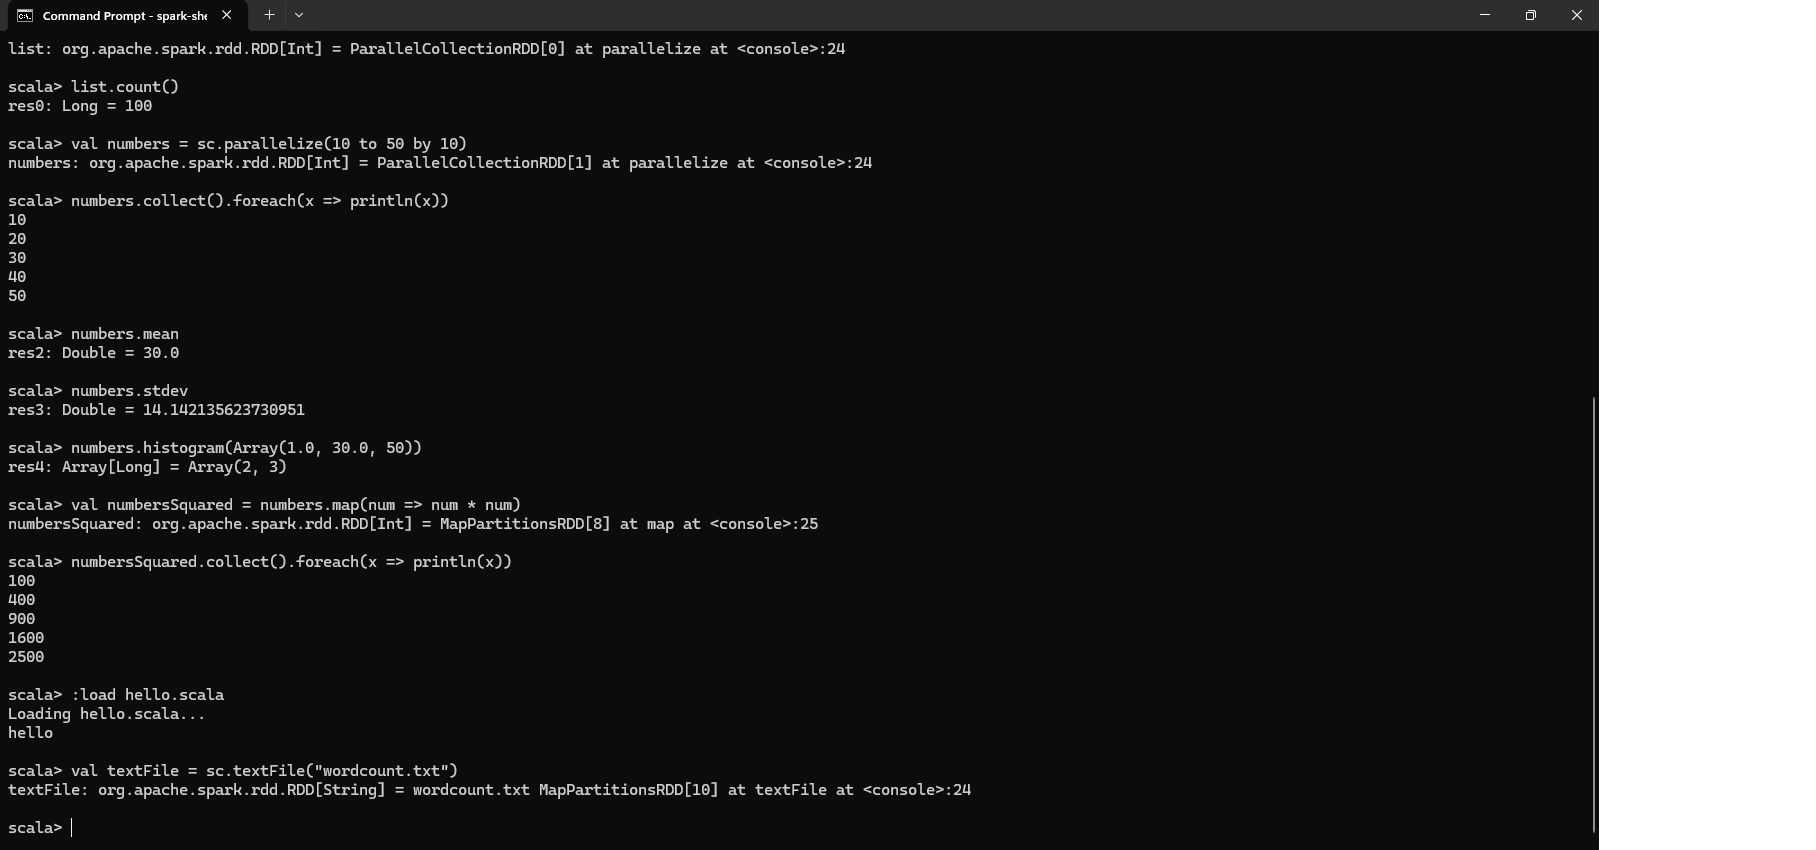 Command Prompt - spark-she
list: org.apache.spark.rdd.RDD[Int] = ParallelCollectionRDD[0] at parallelize at <console>:24
scala> list.count()
res0: Long = 100
scala> val numbers = sc.parallelize(10 to 50 by 10)
numbers: org.apache.spark.rdd.RDD[Int] = ParallelCollectionRDD[1] at parallelize at <console>:24
scala> numbers.collect().foreach(x => println(x))
10
20
30
40
50
scala> numbers.mean
res2: Double = 30.0
scala> numbers.stdev
res3: Double = 14.142135623730951
scala> numbers.histogram(Array(1.0, 30.0, 50))
res4: Array[Long] = Array(2, 3)
scala> val numbersSquared = numbers.map(num => num * num)
numbersSquared: org.apache.spark.rdd.RDD[Int] = MapPartitionsRDD[8] at map at <console>:25
scala> numbersSquared.collect().foreach(x => println(x))
100
400
900
1600
2500
scala> :load hello.scala
Loading hello.scala...
hello
scala> val textFile = sc.textFile("wordcount.txt")
textFile: org.apache.spark.rdd.RDD[String] = wordcount.txt MapPartitionsRDD[10] at textFile at <console>:24
scala>